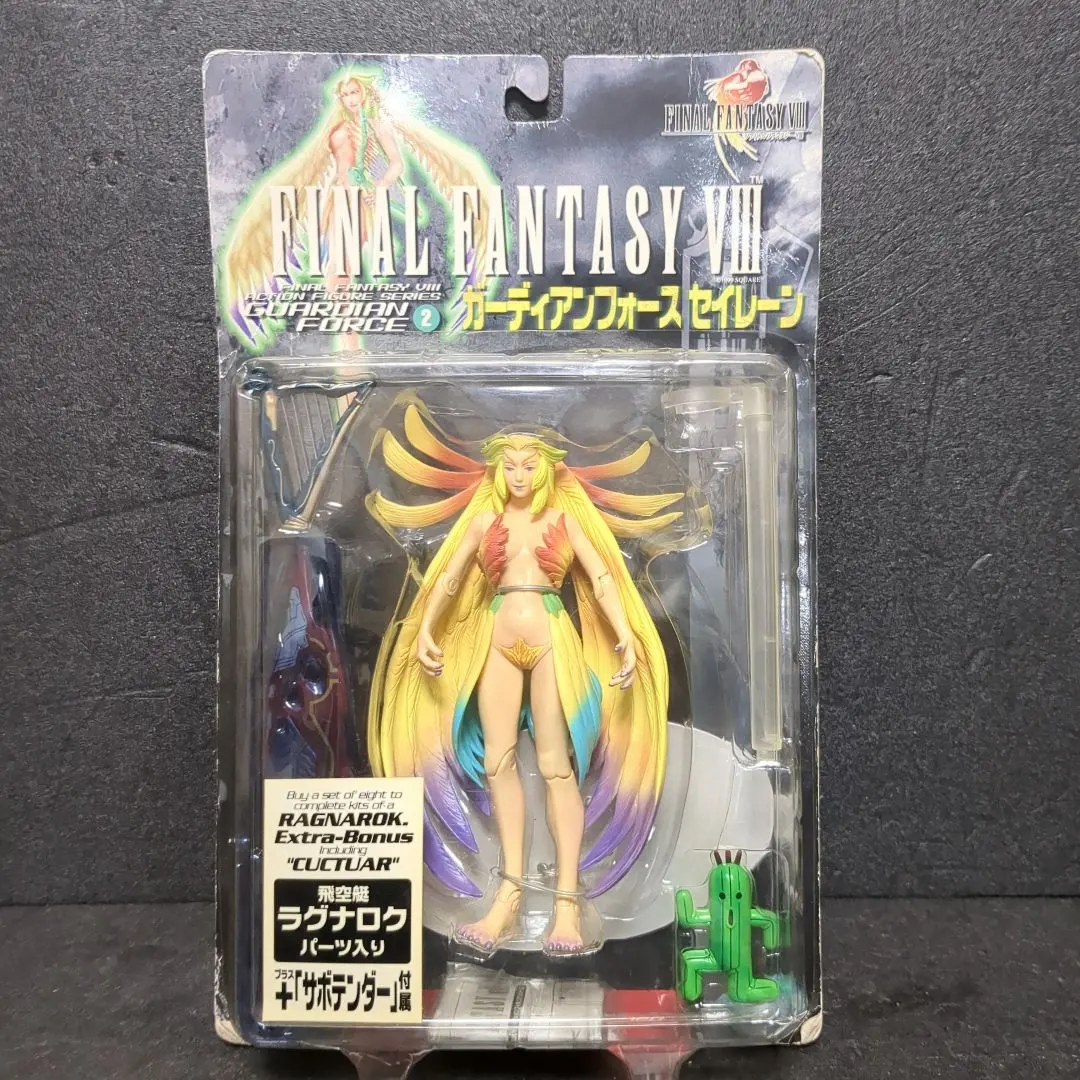 FINAL FANTASY VIII
FINAL FANTASY VIII™
©1999 SQUARE
FINAL FANTASY VIII
ACTION FIGURE SERIES
GUARDIAN
FORCE 2
ガーディアンフォース セイレーン
Buy a set of eight to
complete kits of a
RAGNAROK.
Extra-Bonus
Including
"CUCTUAR"
飛空艇
ラグナロク
パーツ入り
プラス
+「サボテンダー」付属